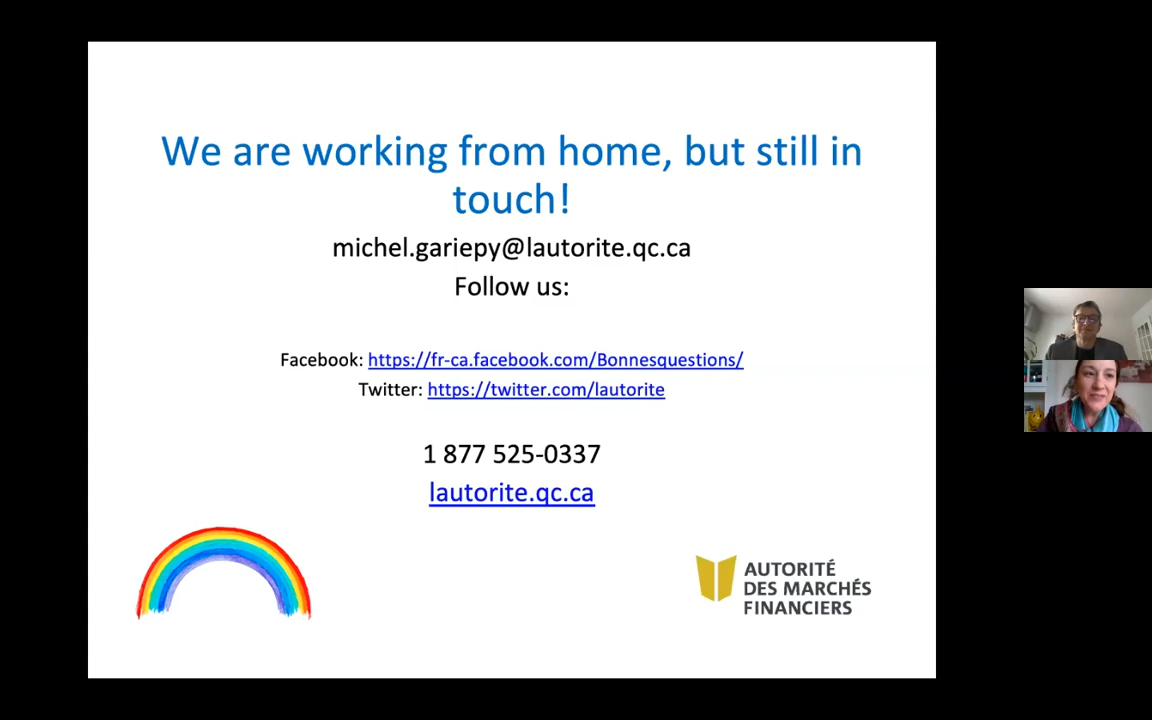 We are working from home, but still in
touch!
michel.gariepy@lautorite.qc.ca
Follow us:
Facebook: https://fr-ca.facebook.com/Bonnesquestions/
Twitter: https://twitter.com/lautorite
1 877 525-0337
lautorite.qc.ca
AUTORITÉ
DES MARCHÉS
FINANCIERS